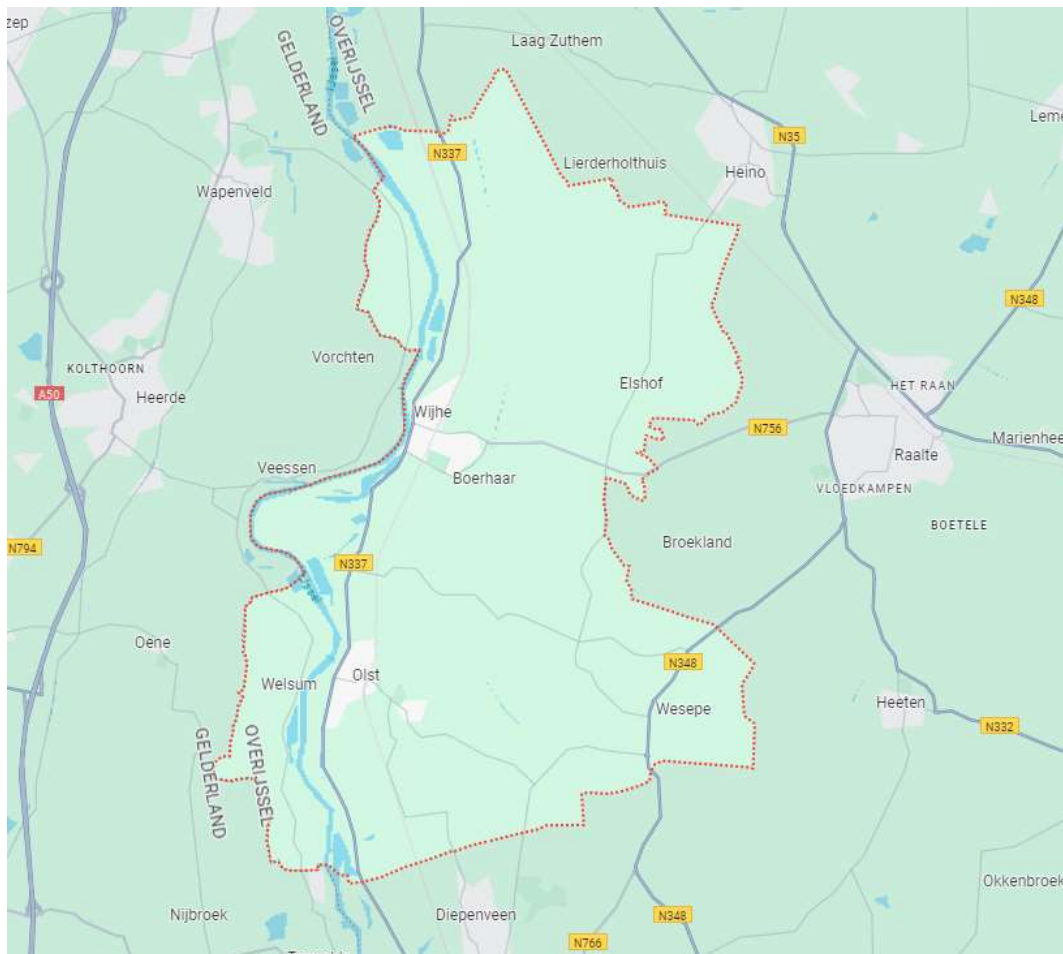 OVERIJSSEL
GELDERLAND
Laag Zuthem
N35
N337
Lierderholthuis
Heino
Wapenveld
N348
Vorchten
KOLTHOORN
Elshof
HET RAAN
A50
Heerde
Wijhe
N756
Marienhee
Raalte
Veessen
Boerhaar
VLOEDKAMPEN
BOETELE
N794
Broekland
N337
Oene
N348
Olst
Welsum
Wesepe
Heeten
N332
OVERIJSSEL
GELDERLAND
Okkenbroek
Nijbroek
Diepenveen
N348
N766